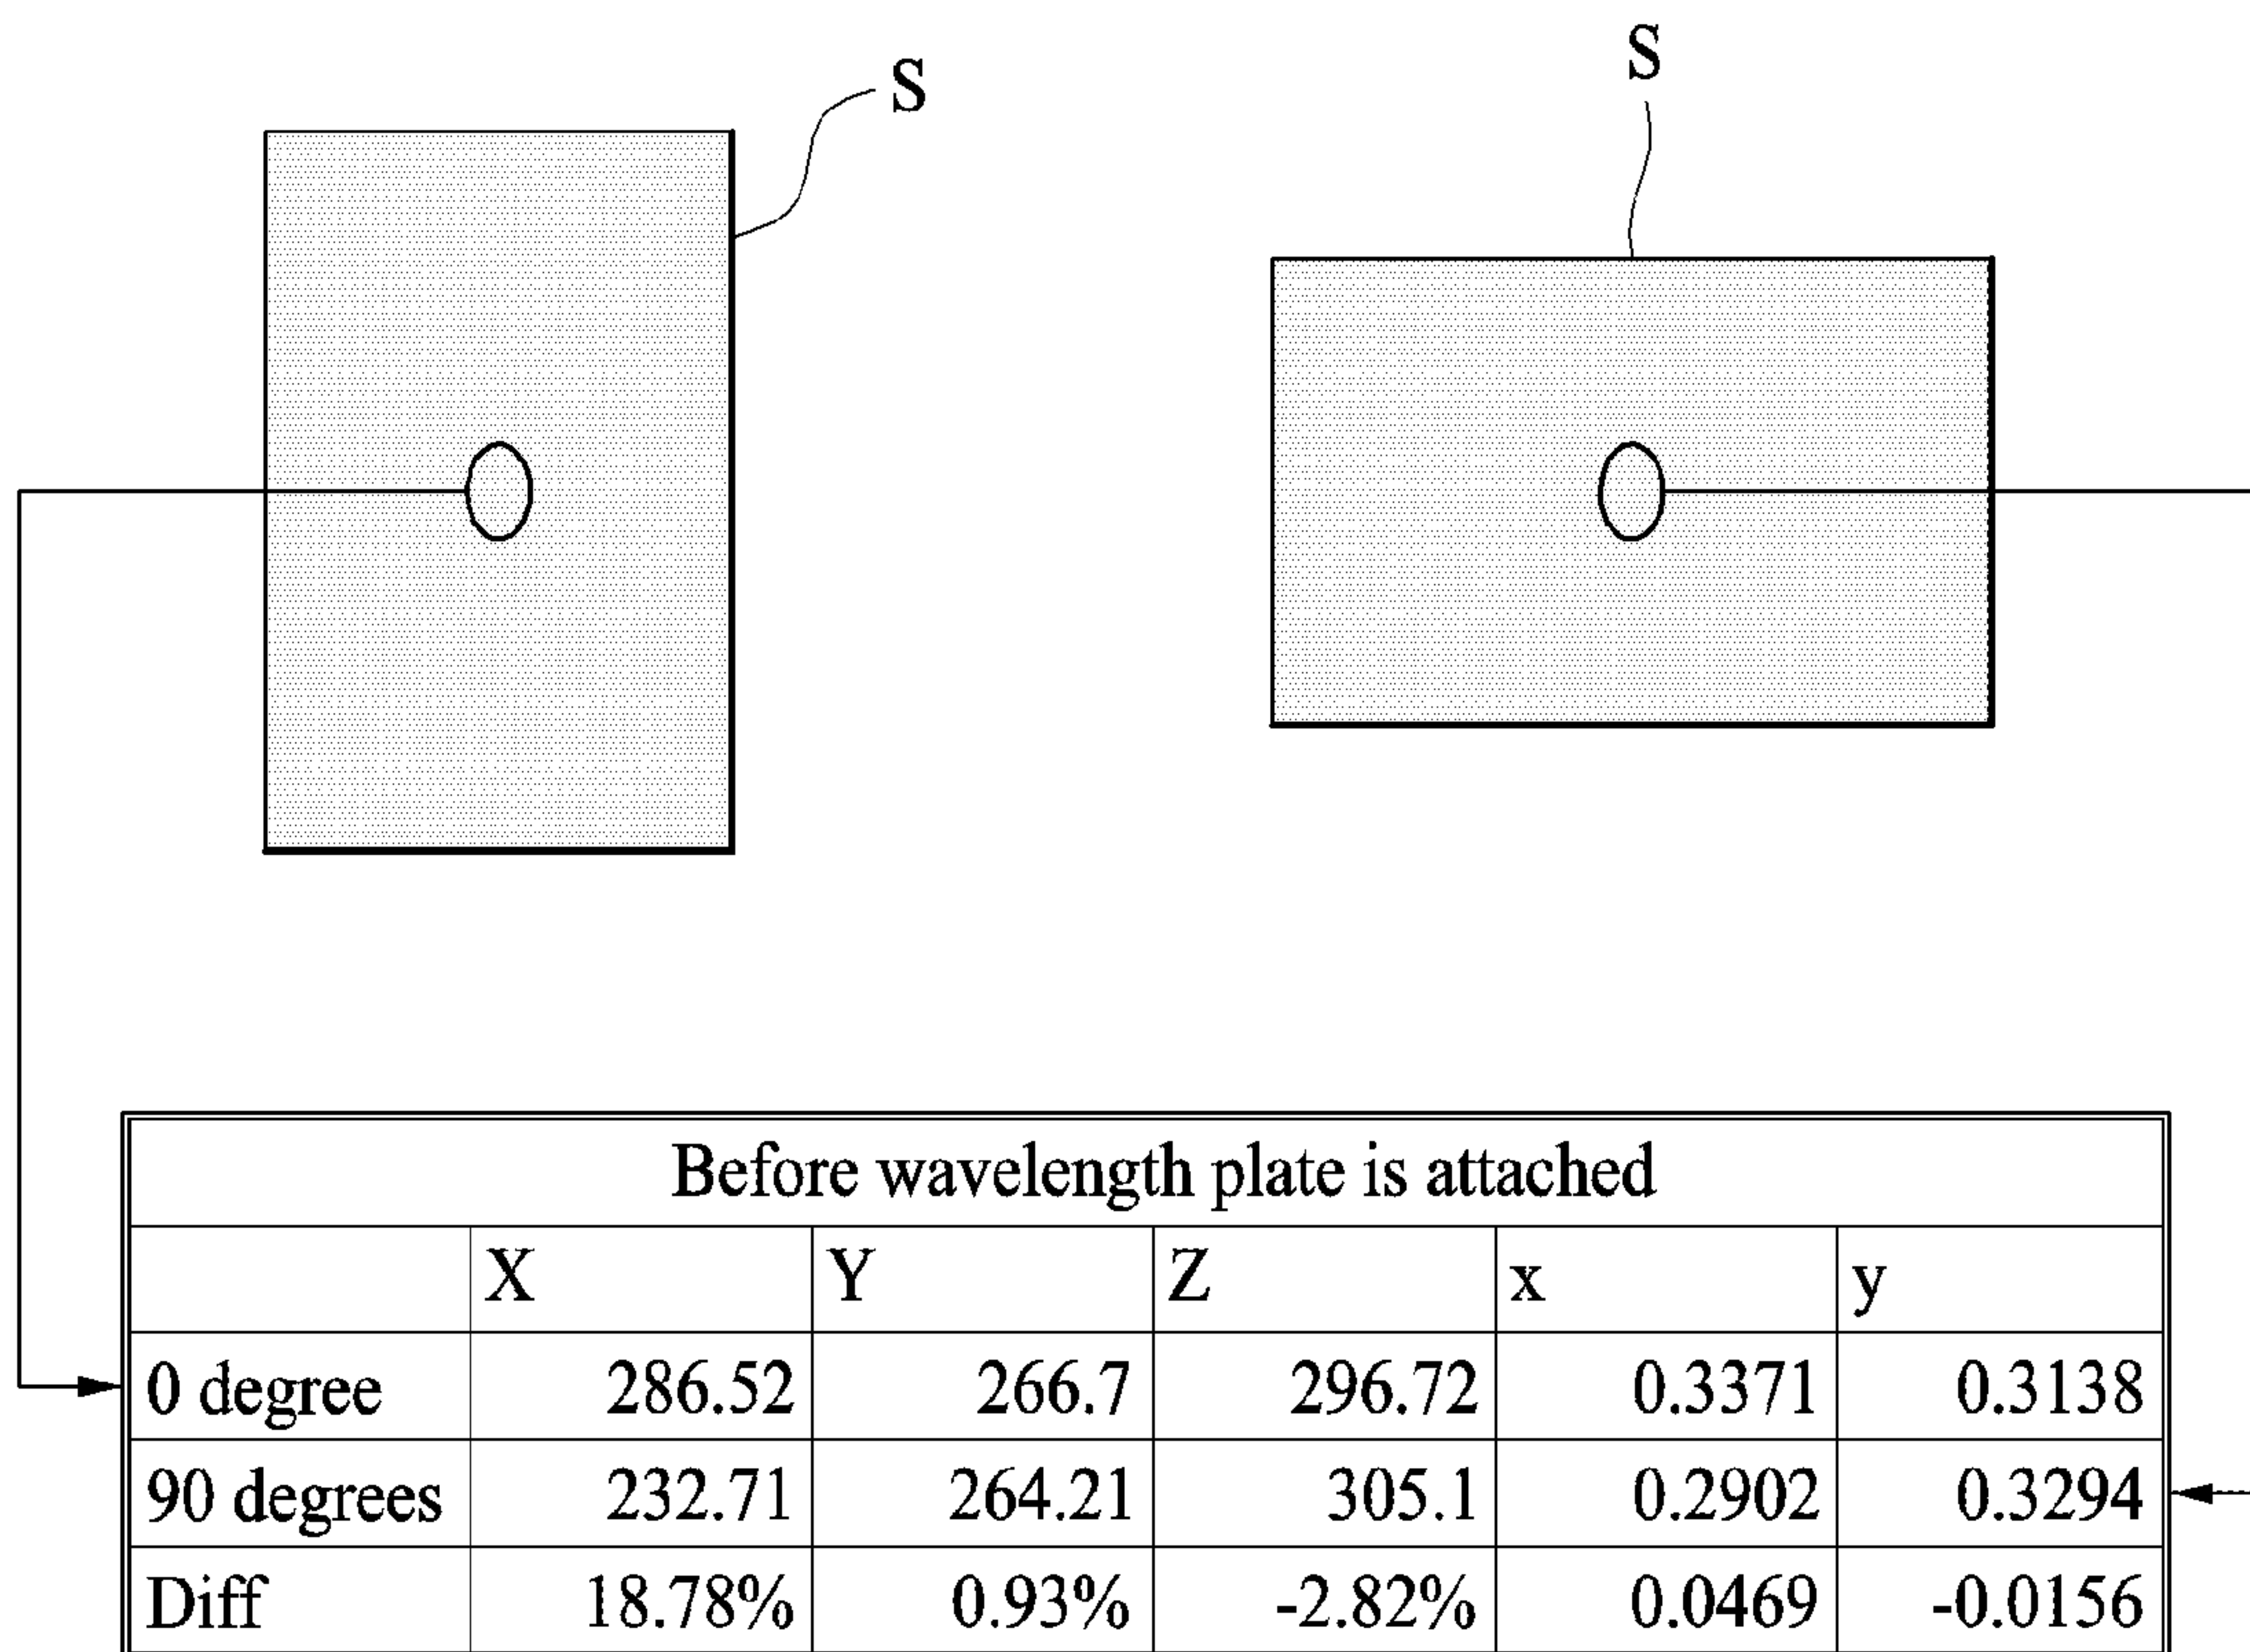 S
S
Before wavelength plate is attached
X Y Z x y
0 degree 286.52 266.7 296.72 0.3371 0.3138
90 degrees 232.71 264.21 305.1 0.2902 0.3294
Diff 18.78% 0.93% -2.82% 0.0469 -0.0156